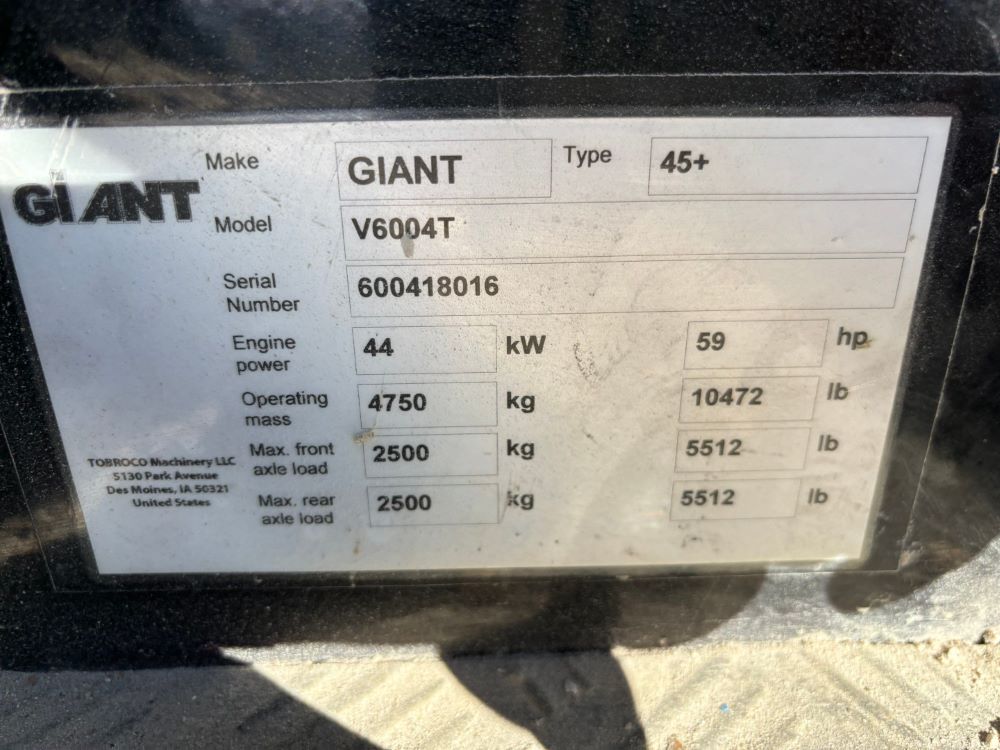 GIANT
Make GIANT Type 45+
Model V6004T
Serial
Number 600418016
Engine
power 44 kW 59 hp
Operating
mass 4750 kg 10472 lb
Max. front
axle load 2500 kg 5512 lb
Max. rear
axle load 2500 kg 5512 lb
TOBROCO Machinery LLC
5130 Park Avenue
Des Moines, IA 50321
United States